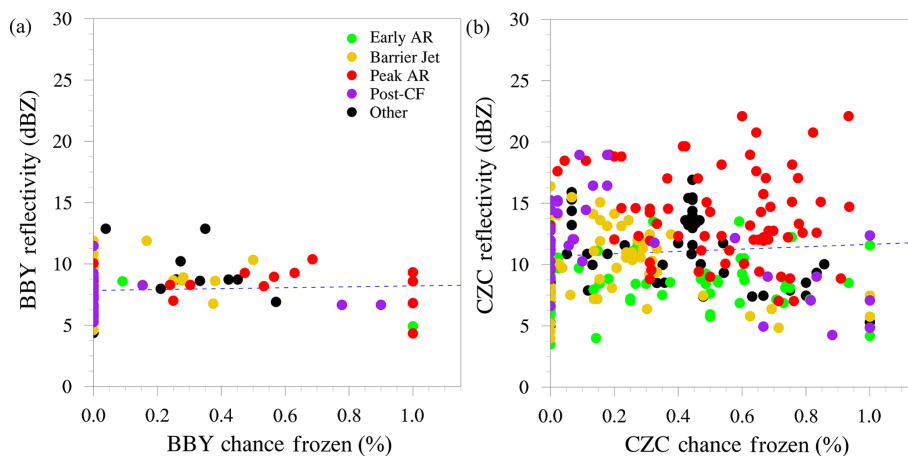 (a)
BBY reflectivity (dBZ)
30
25
20
15
10
5
0
0.0 0.2 0.4 0.6 0.8 1.0
BBY chance frozen (%)
Early AR
Barrier Jet
Peak AR
Post-CF
Other
(b)
CZC reflectivity (dBZ)
30
25
20
15
10
5
0
0.0 0.2 0.4 0.6 0.8 1.0
CZC chance frozen (%)